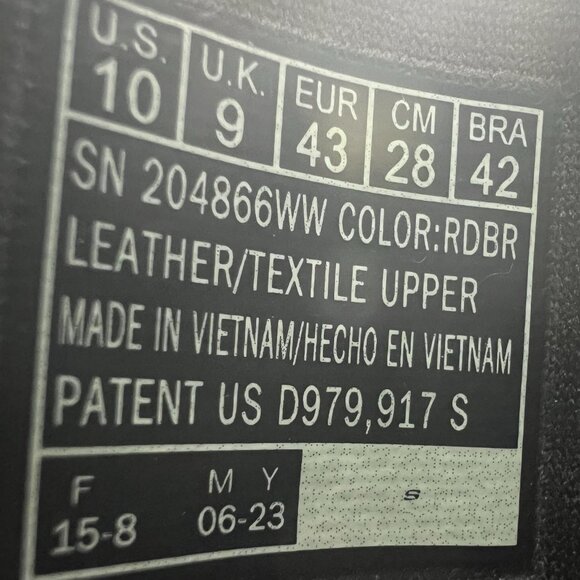 U.S. U.K. EUR CM BRA
10 9 43 28 42
SN 204866WW COLOR:RDBR
LEATHER/TEXTILE UPPER
MADE IN VIETNAM/HECHO EN VIETNAM
PATENT US D979,917 S
F M Y
15-8 06-23
S